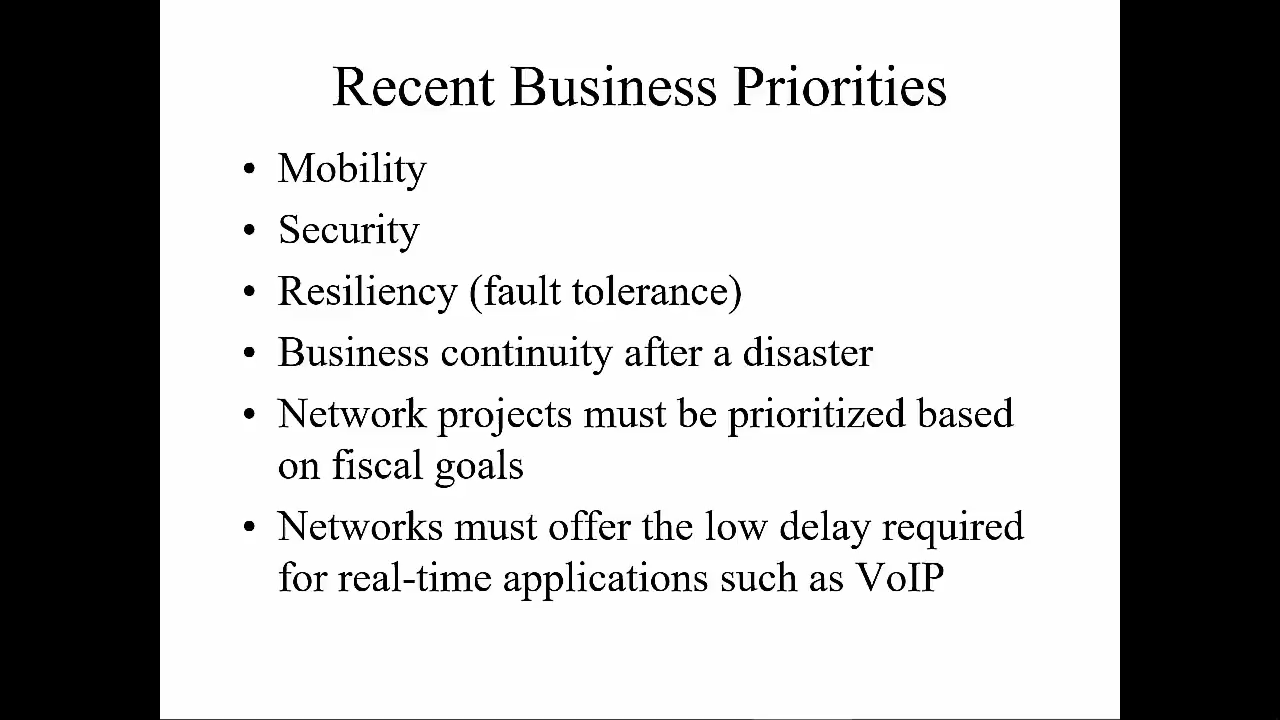 Recent Business Priorities
• Mobility
• Security
• Resiliency (fault tolerance)
• Business continuity after a disaster
• Network projects must be prioritized based
on fiscal goals
• Networks must offer the low delay required
for real-time applications such as VoIP